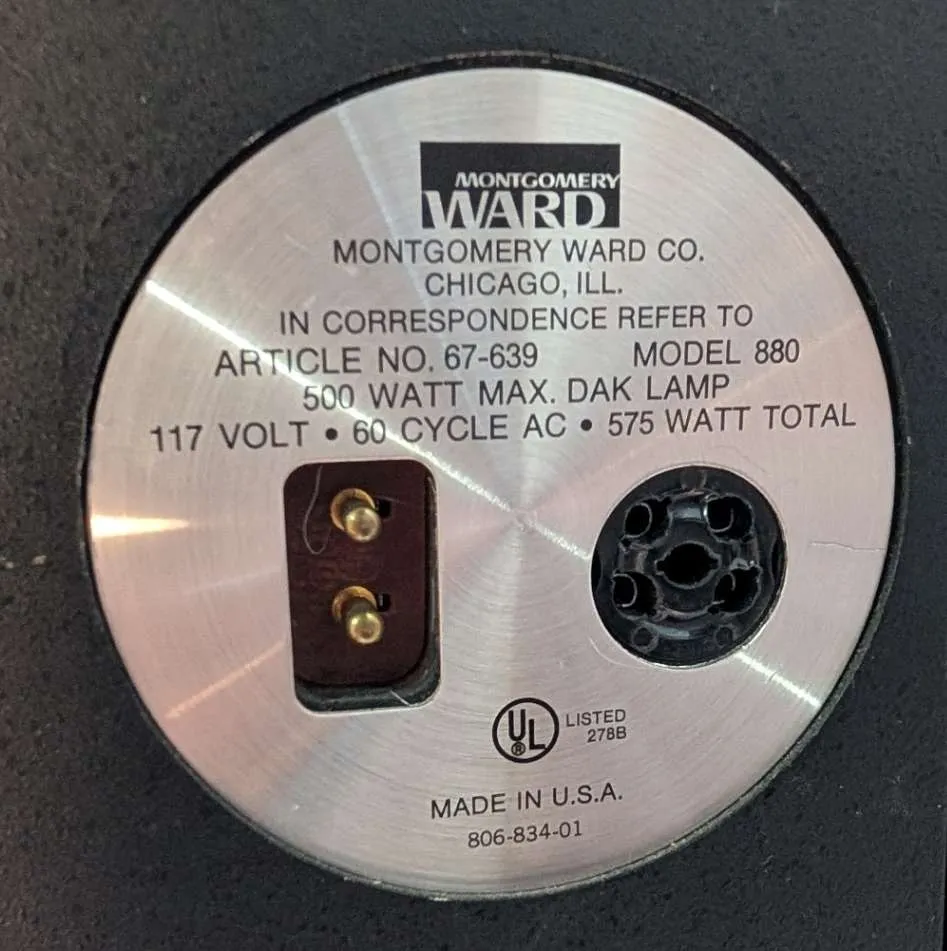 MONTGOMERY
WARD
MONTGOMERY WARD CO.
CHICAGO, ILL.
IN CORRESPONDENCE REFER TO
ARTICLE NO. 67-639 MODEL 880
500 WATT MAX. DAK LAMP
117 VOLT • 60 CYCLE AC • 575 WATT TOTAL
UL ® LISTED
278B
MADE IN U.S.A.
806-834-01